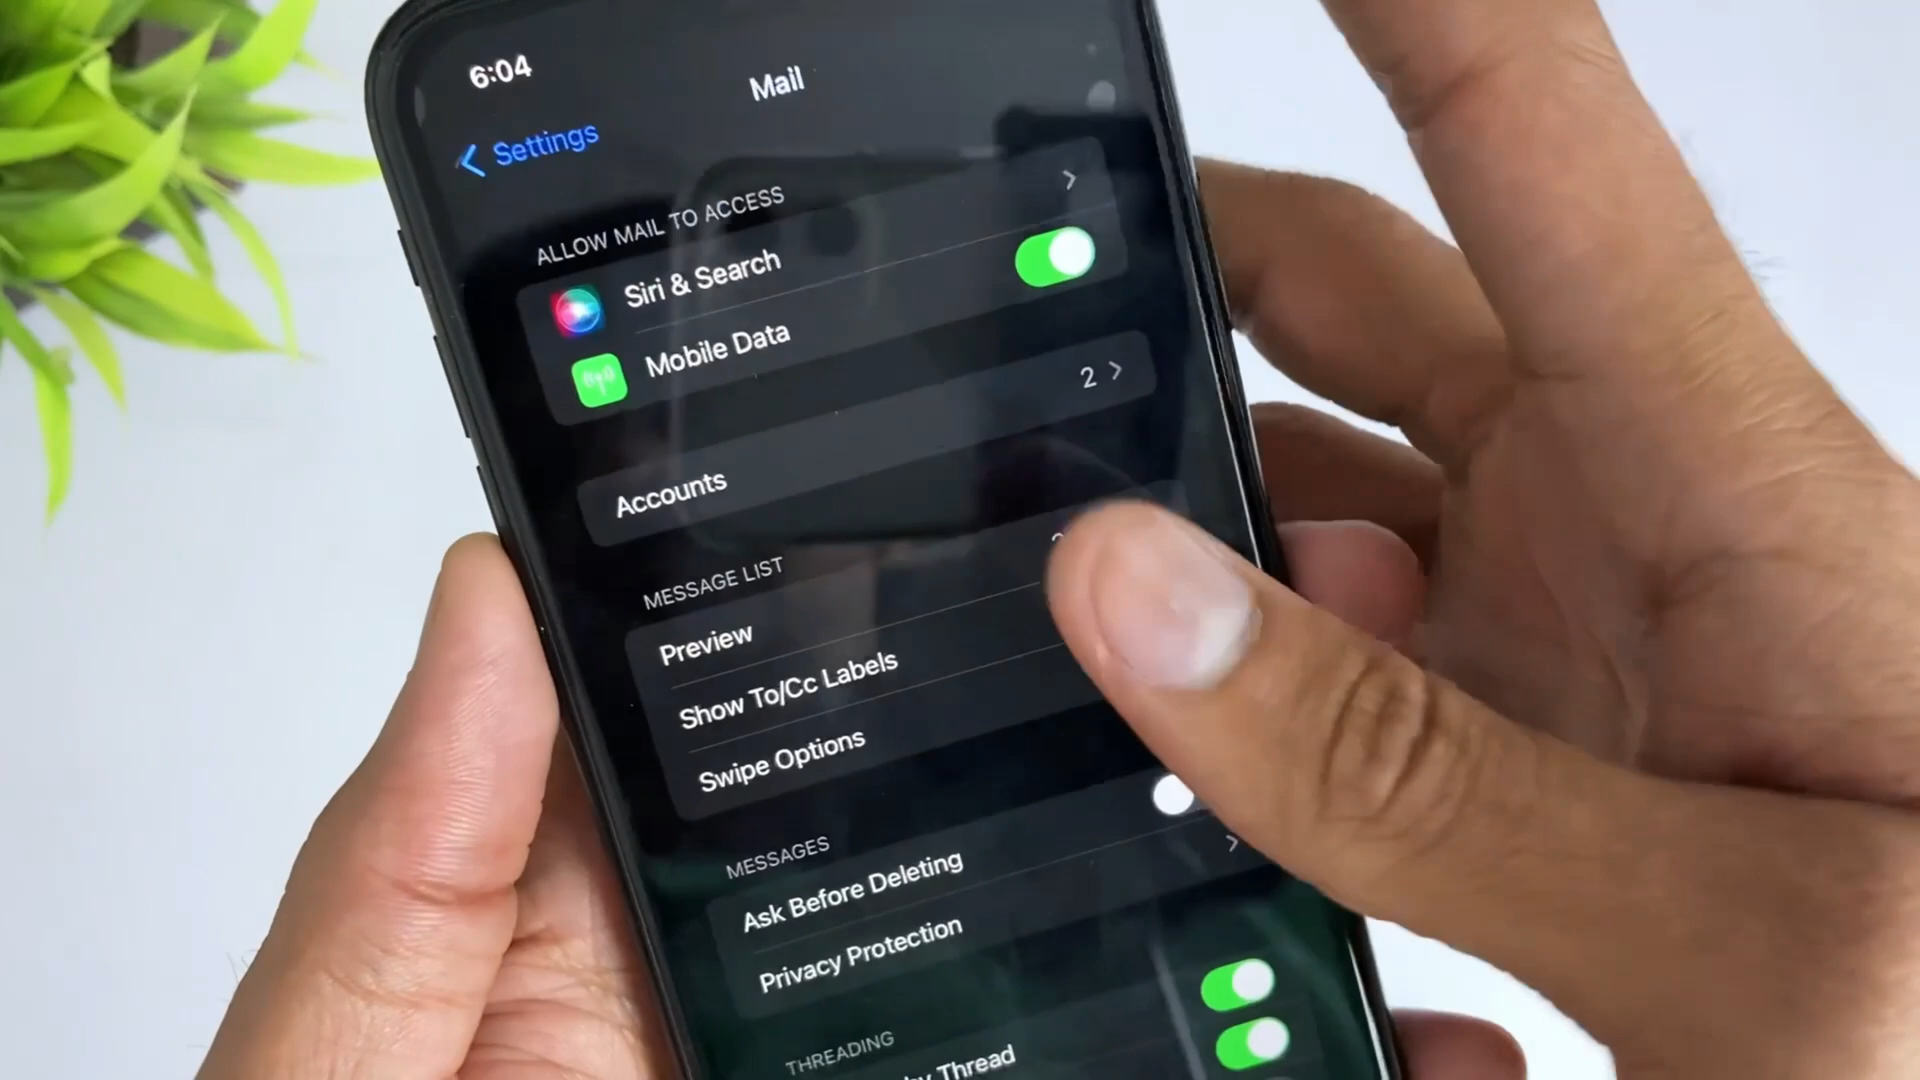 6:04
Mail
Settings
ALLOW MAIL TO ACCESS
Siri & Search
Mobile Data
Accounts 2
MESSAGE LIST
Preview
Show To/Cc Labels
Swipe Options
MESSAGES
Ask Before Deleting
Privacy Protection
THREADING
Thread